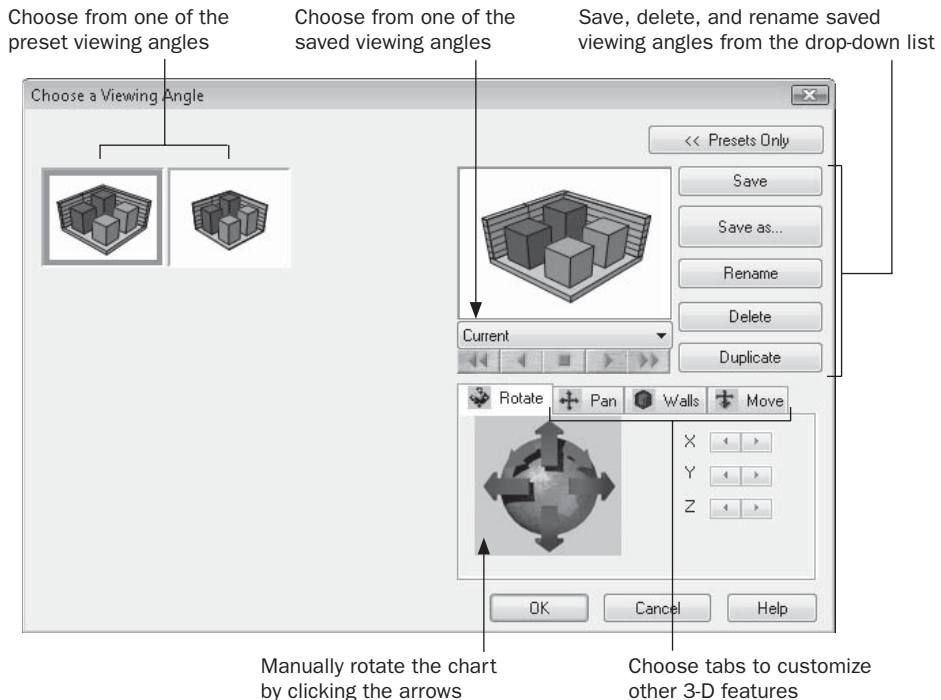 Choose from one of the
preset viewing angles
Choose from one of the
saved viewing angles
Save, delete, and rename saved
viewing angles from the drop-down list
Choose a Viewing Angle
<< Presets Only
Save
Save as...
Rename
Delete
Duplicate
Current
Rotate
Pan
Walls
Move
X
Y
Z
OK
Cancel
Help
Manually rotate the chart
by clicking the arrows
Choose tabs to customize
other 3-D features